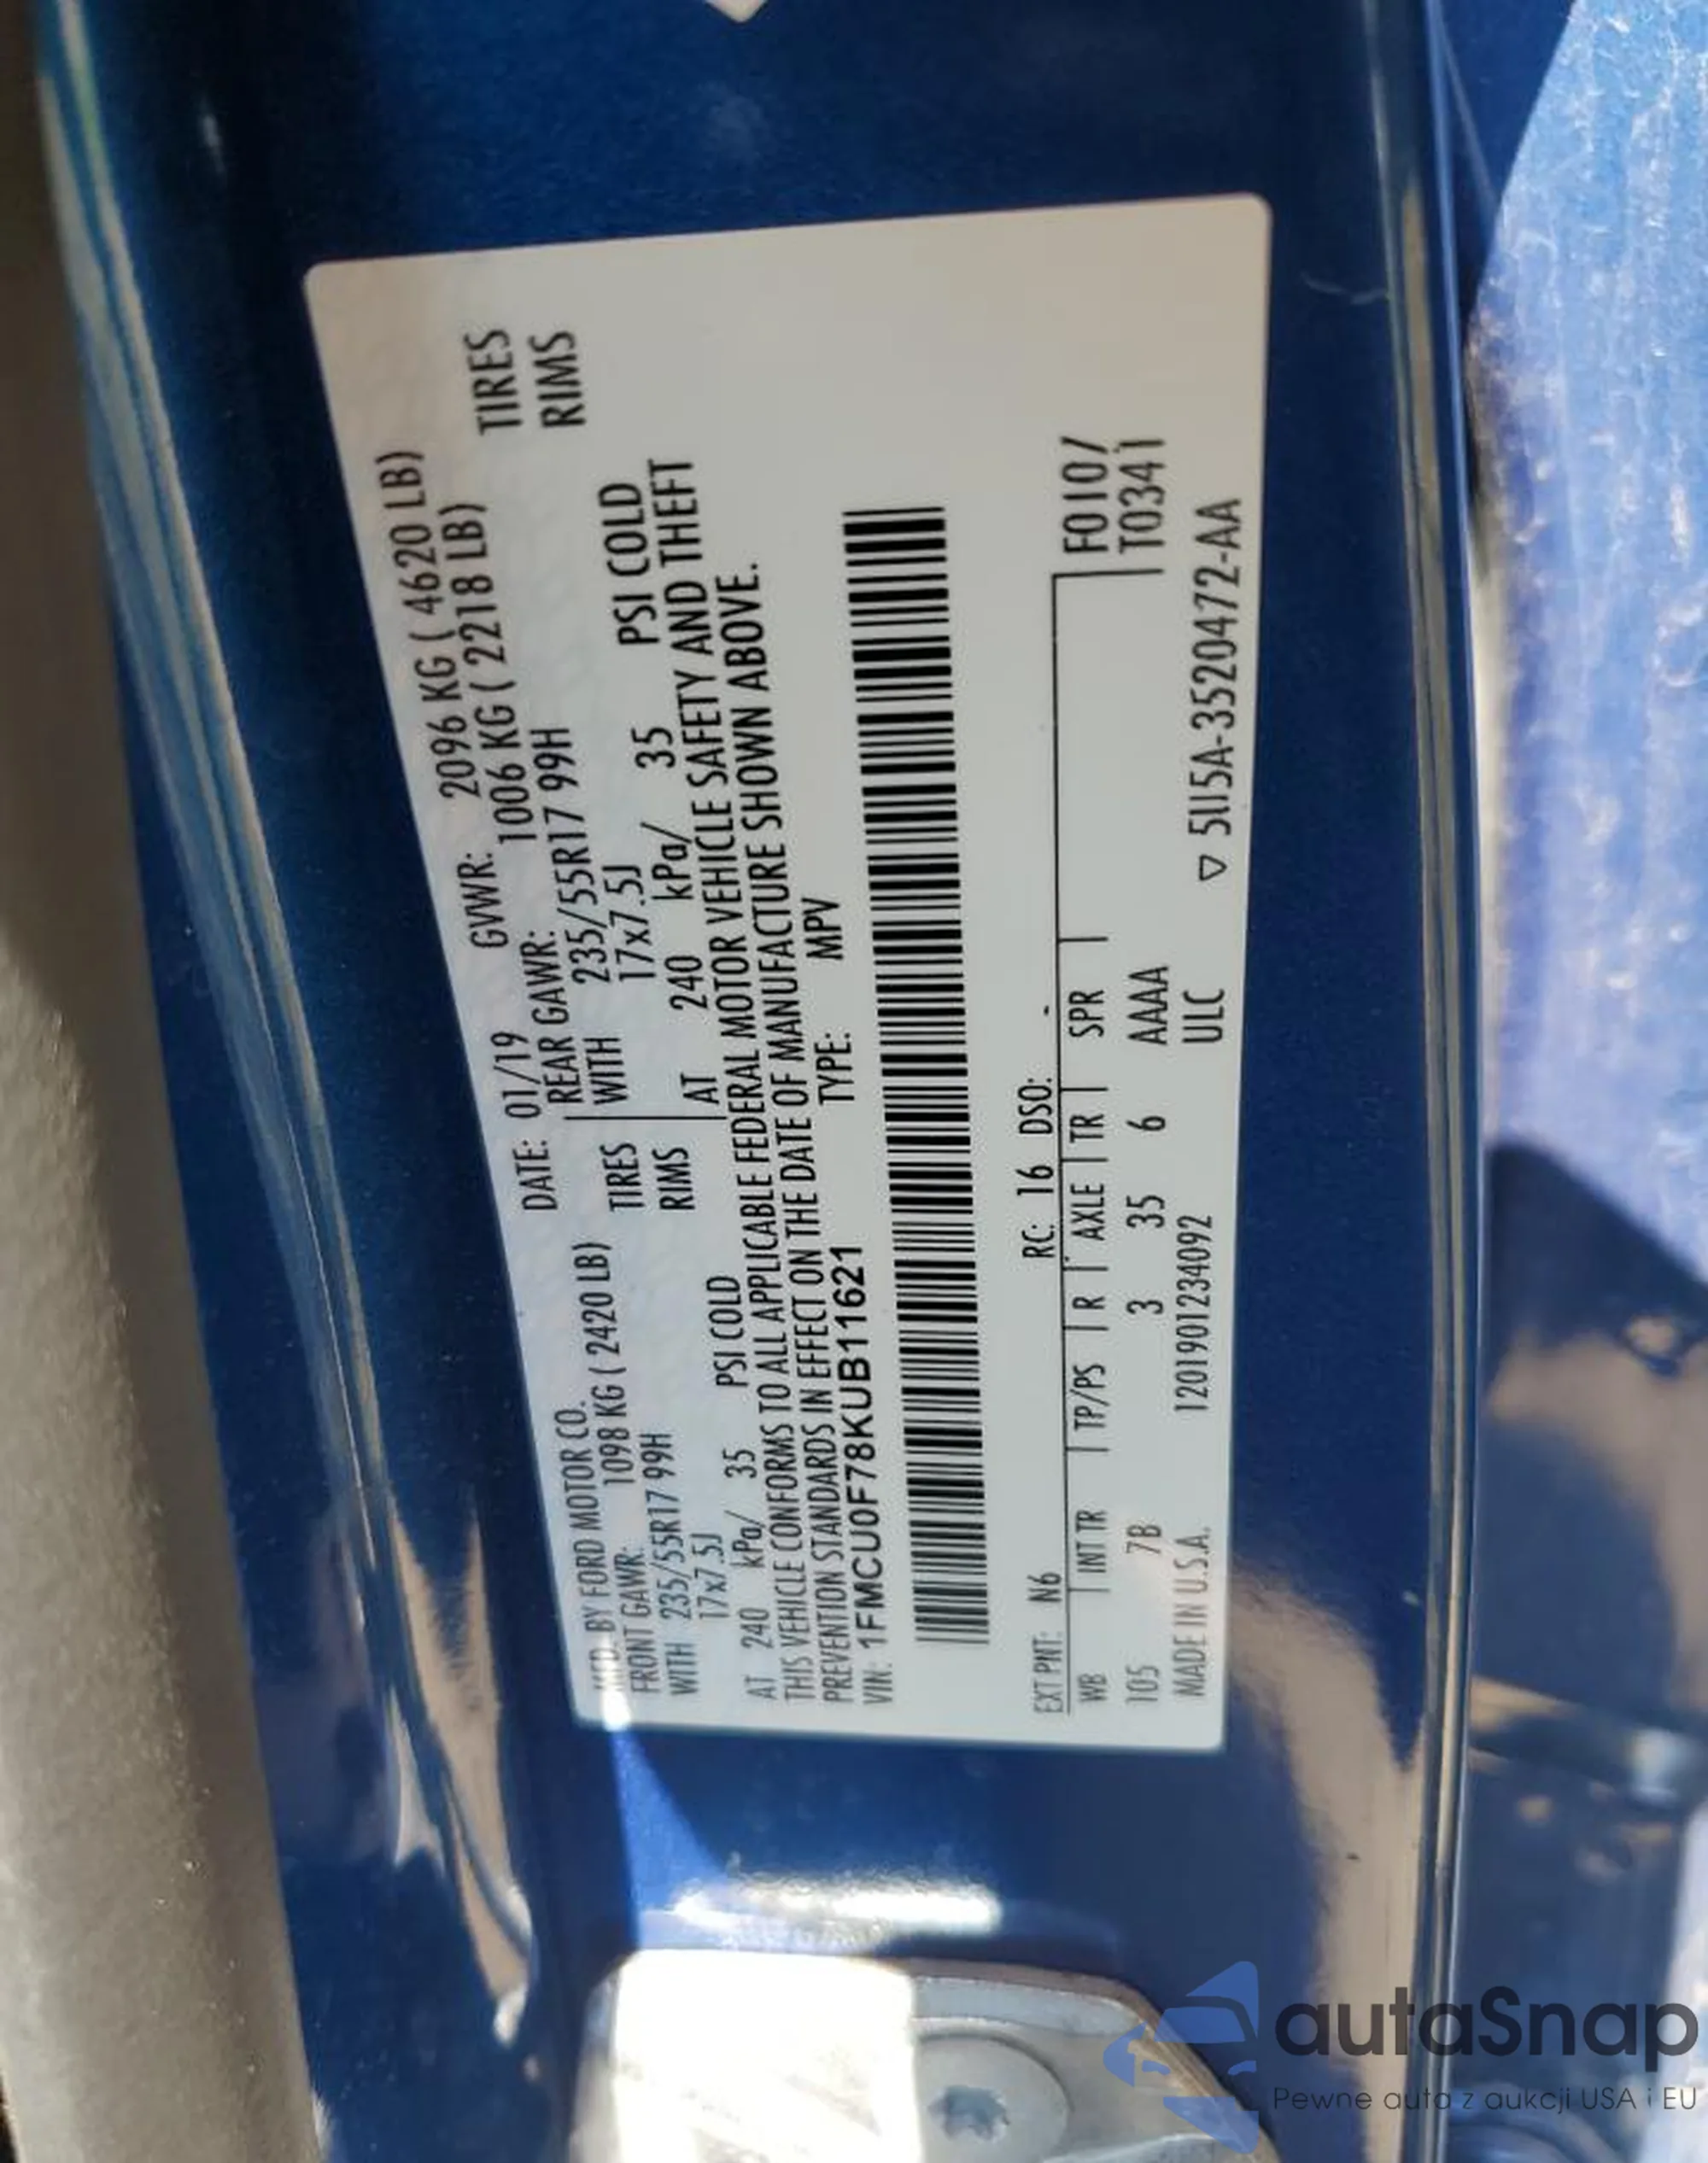 MFD. BY FORD MOTOR CO. DATE: 01/19 GVWR: 2096 KG ( 4620 LB)
FRONT GAWR: 1098 KG ( 2420 LB) REAR GAWR: 1006 KG ( 2218 LB)
WITH 235/55R17 99H TIRES WITH 235/55R17 99H TIRES
17x7.5J RIMS 17x7.5J RIMS
AT 240 kPa/ 35 PSI COLD AT 240 kPa/ 35 PSI COLD
THIS VEHICLE CONFORMS TO ALL APPLICABLE FEDERAL MOTOR VEHICLE SAFETY AND THEFT
PREVENTION STANDARDS IN EFFECT ON THE DATE OF MANUFACTURE SHOWN ABOVE.
VIN: 1FMCU0F78KUB11621 TYPE: MPV
EXT PNT: N6 RC: 16 DSO:
WB INT TR TP/PS R AXLE TR SPR F0107
105 7B 3 35 6 AAAA T0341
MADE IN U.S.A. 120190123409​2 ULC ▽ 5U5A-3520472-AA
autaSnap
Pewne auta z aukcji USA i EU